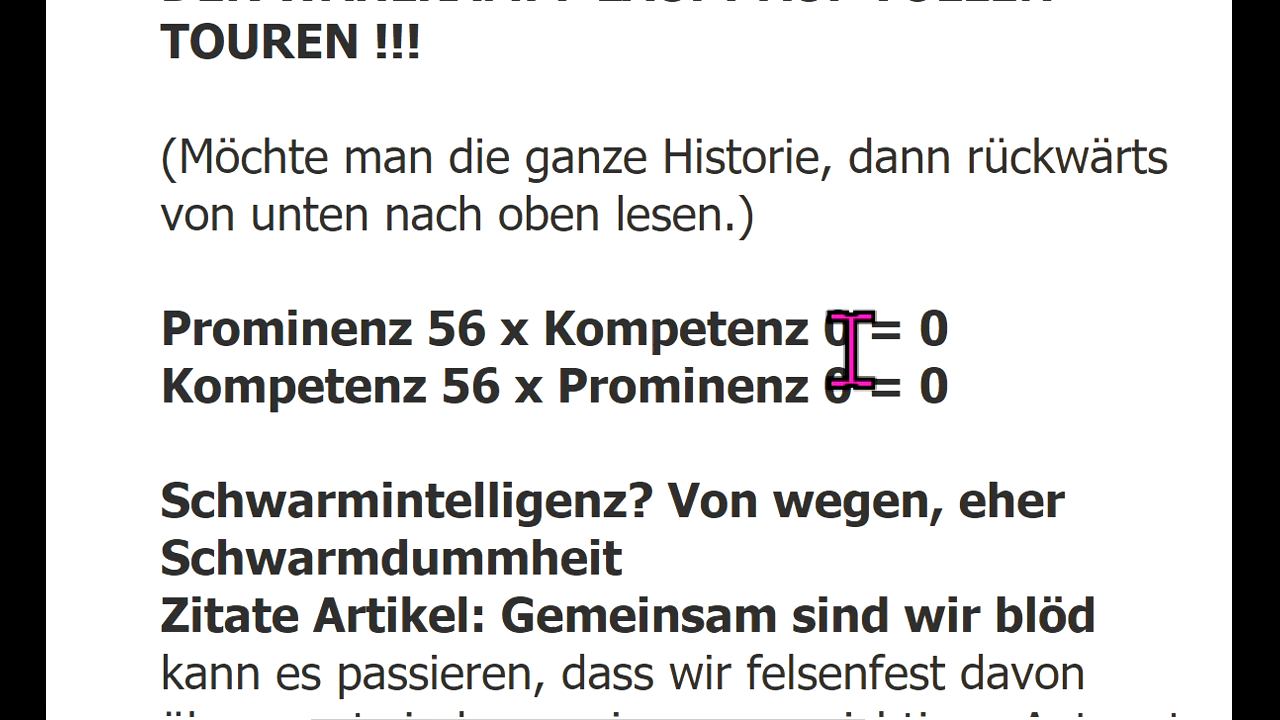 TOUREN !!!
(Möchte man die ganze Historie, dann rückwärts
von unten nach oben lesen.)
Prominenz 56 x Kompetenz 0 = 0
Kompetenz 56 x Prominenz 0 = 0
Schwarmintelligenz? Von wegen, eher
Schwarmdummheit
Zitate Artikel: Gemeinsam sind wir blöd
kann es passieren, dass wir felsenfest davon